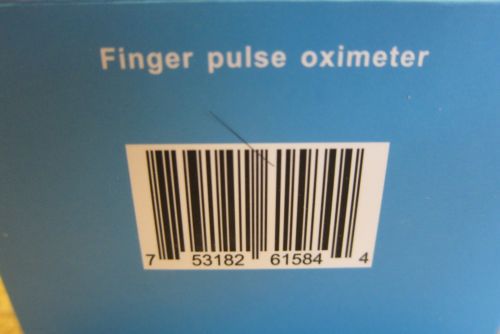 Finger pulse oximeter
7 53182 61584 4